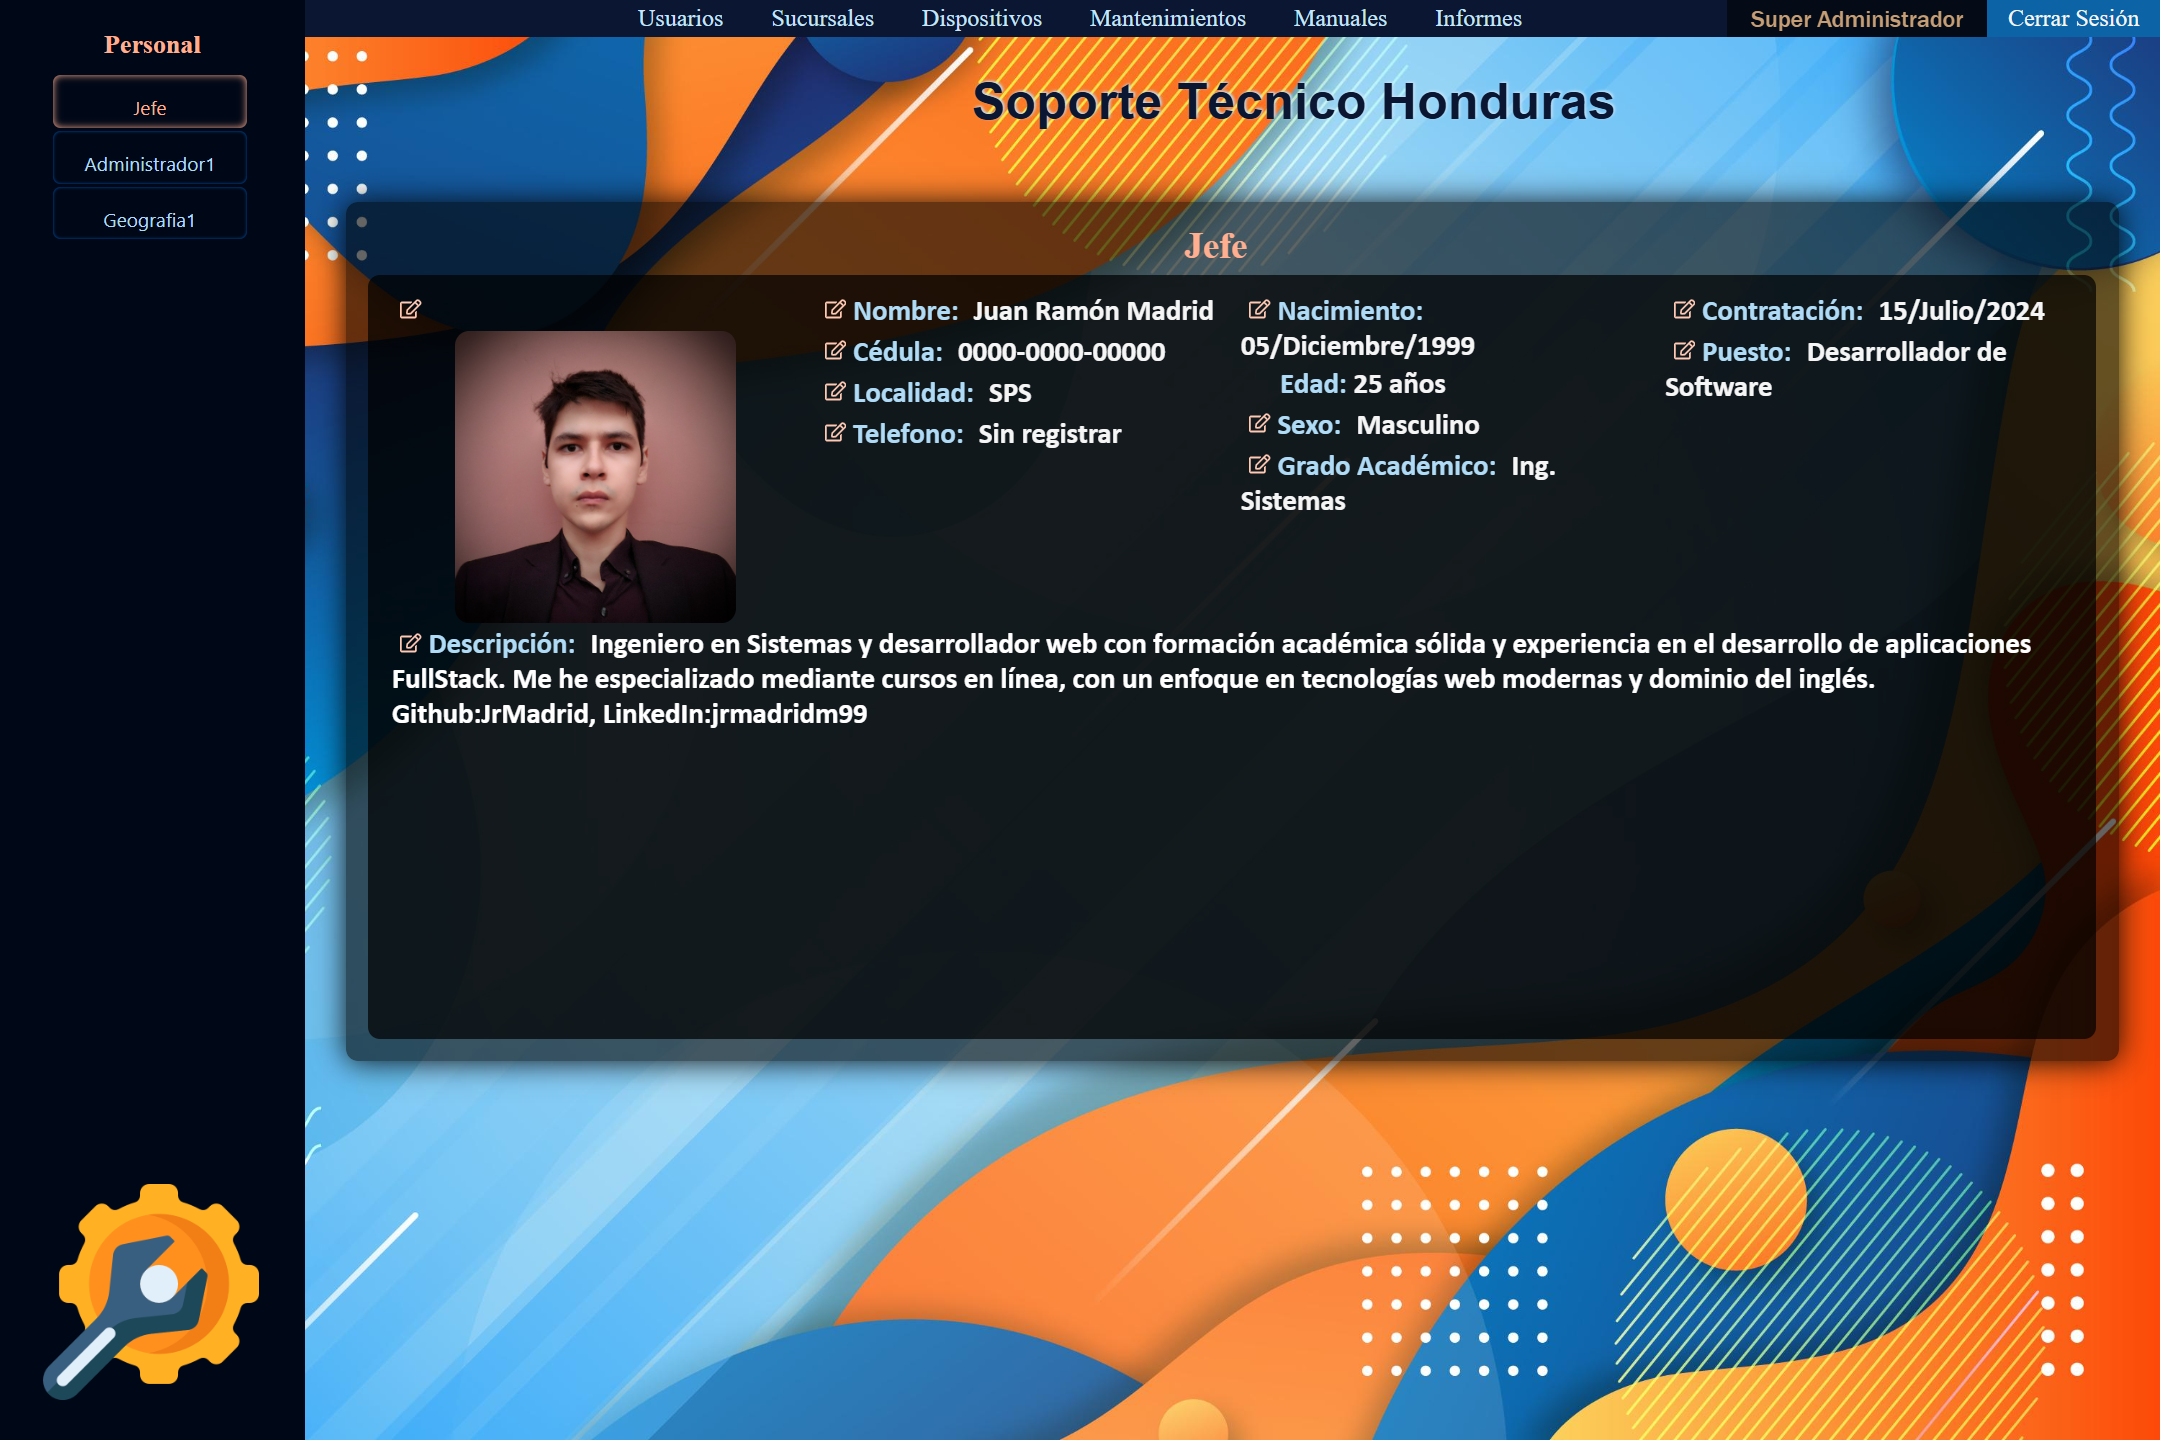 Usuarios Sucursales Dispositivos Mantenimientos Manuales Informes Super Administrador Cerrar Sesión
Personal
Jefe
Administrador1
Geografia1
Soporte Técnico Honduras
Jefe
Nombre: Juan Ramón Madrid
Cédula: 0000-0000-00000
Localidad: SPS
Telefono: Sin registrar
Nacimiento:
05/Diciembre/1999
Edad: 25 años
Sexo: Masculino
Grado Académico: Ing.
Sistemas
Contratación: 15/Julio/2024
Puesto: Desarrollador de
Software
Descripción: Ingeniero en Sistemas y desarrollador web con formación académica sólida y experiencia en el desarrollo de aplicaciones
FullStack. Me he especializado mediante cursos en línea, con un enfoque en tecnologías web modernas y dominio del inglés.
Github:JrMadrid, LinkedIn:jrmadridm99